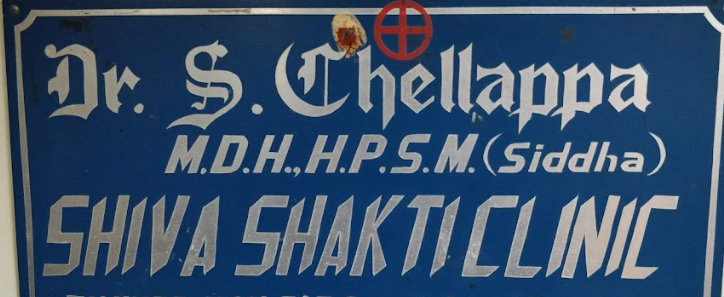 Dr. S. Chellappa
M.D.H., H.P.S.M. (Siddha)
SHIVA SHAKTI CLINIC